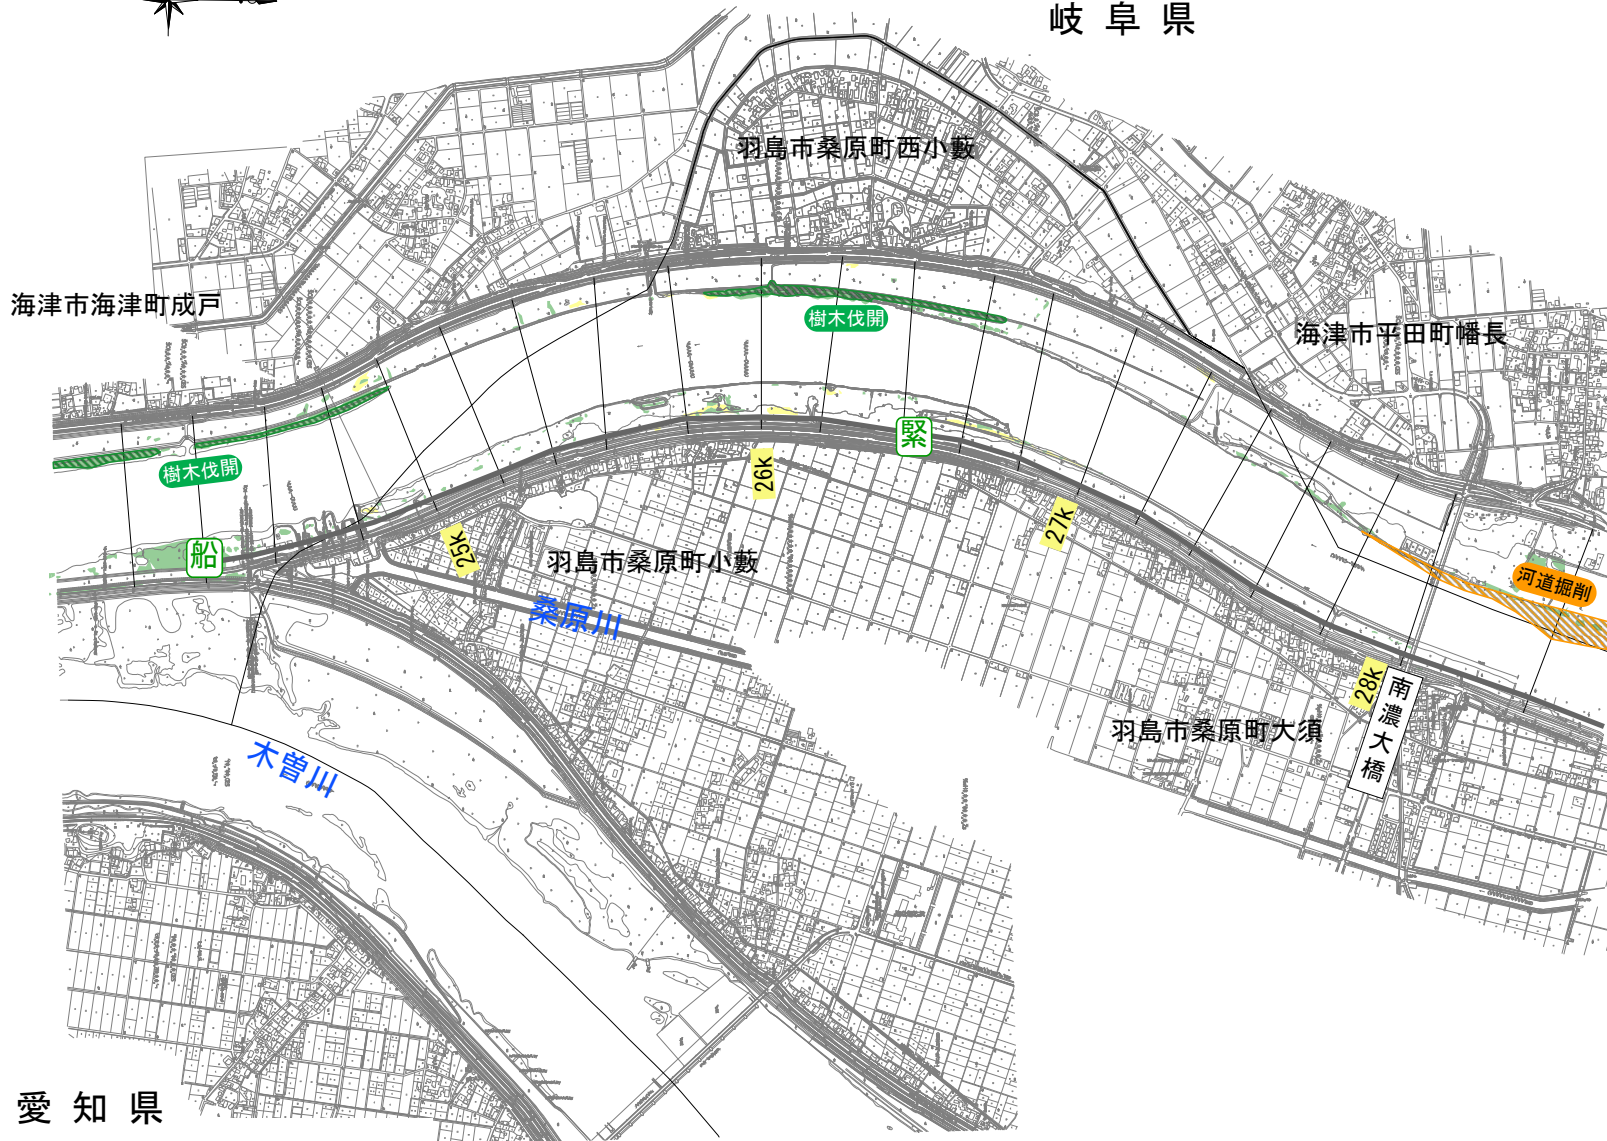 岐阜県
羽島市桑原町西小藪
海津市海津町成戸
樹木伐開
海津市平田町幡長
緊
樹木伐開
26k
27k
25k
船
羽島市桑原町小藪
河道掘削
桑原川
28k
南濃大橋
羽島市桑原町大須
木曽川
愛知県